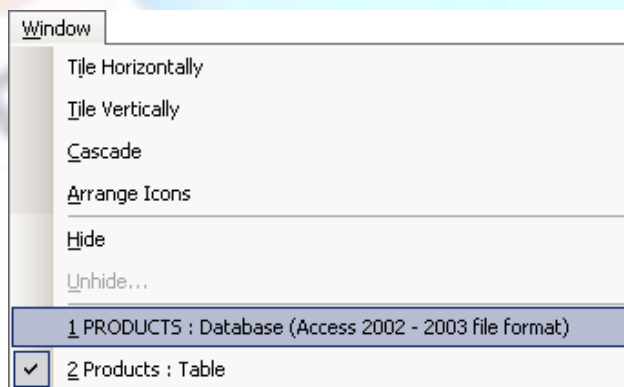 Window
Tile Horizontally
Tile Vertically
Cascade
Arrange Icons
Hide
Unhide...
1 PRODUCTS : Database (Access 2002 - 2003 file format)
2 Products : Table